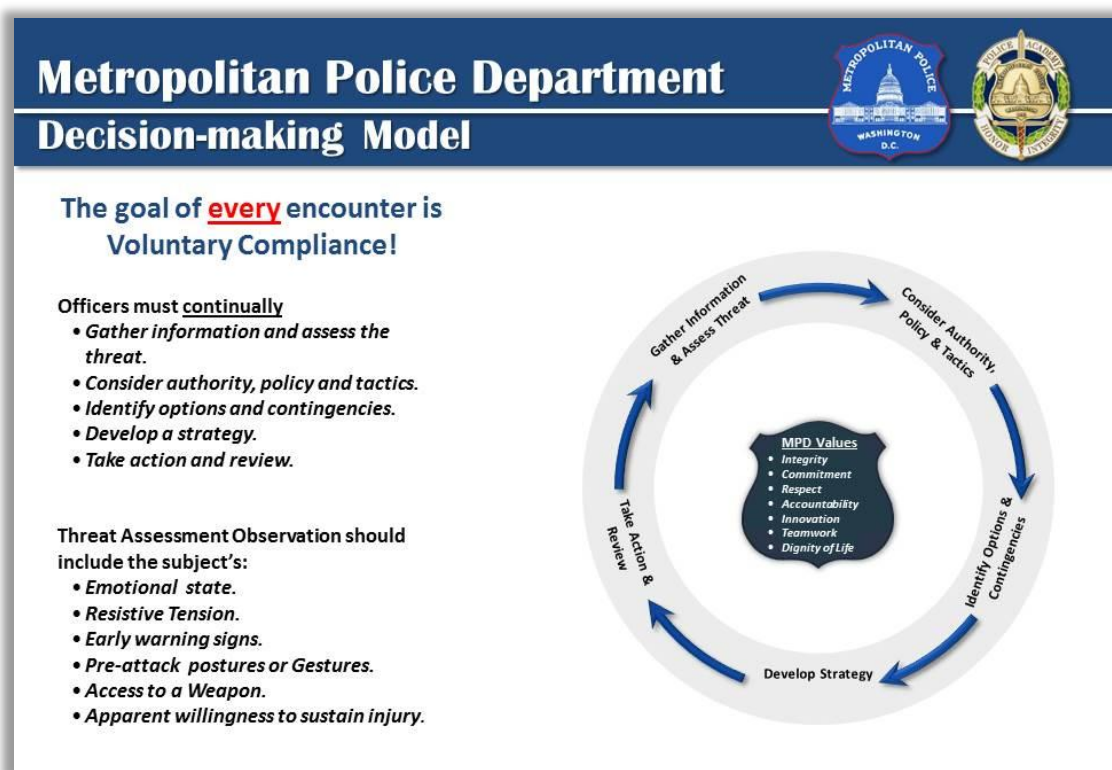 Metropolitan Police Department
Decision-making Model
METROPOLITAN POLICE
WASHINGTON
D.C.
POLICE ACADEMY
HONOR INTEGRITY
The goal of every encounter is
Voluntary Compliance!
Officers must continually
• Gather information and assess the
threat.
• Consider authority, policy and tactics.
• Identify options and contingencies.
• Develop a strategy.
• Take action and review.
Threat Assessment Observation should
include the subject's:
• Emotional state.
• Resistive Tension.
• Early warning signs.
• Pre-attack postures or Gestures.
• Access to a Weapon.
• Apparent willingness to sustain injury.
Gather Information
& Assess Threat
Consider Authority,
Policy & Tactics
Identify Options &
Contingencies
Develop Strategy
Take Action &
Review
MPD Values
• Integrity
• Commitment
• Respect
• Accountability
• Innovation
• Teamwork
• Dignity of Life